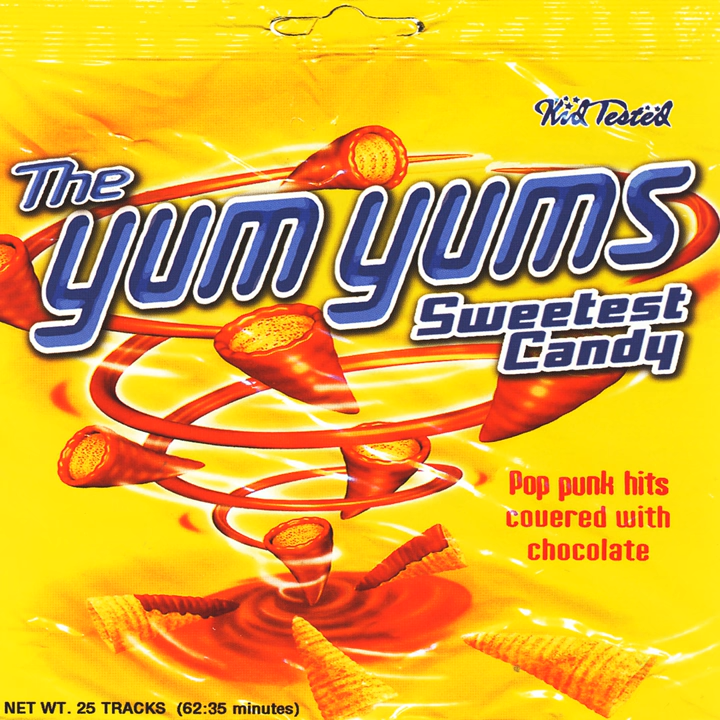 Kid Tested
The
yum yums
Sweetest
Candy
Pop punk hits
covered with
chocolate
NET WT. 25 TRACKS (62:35 minutes)